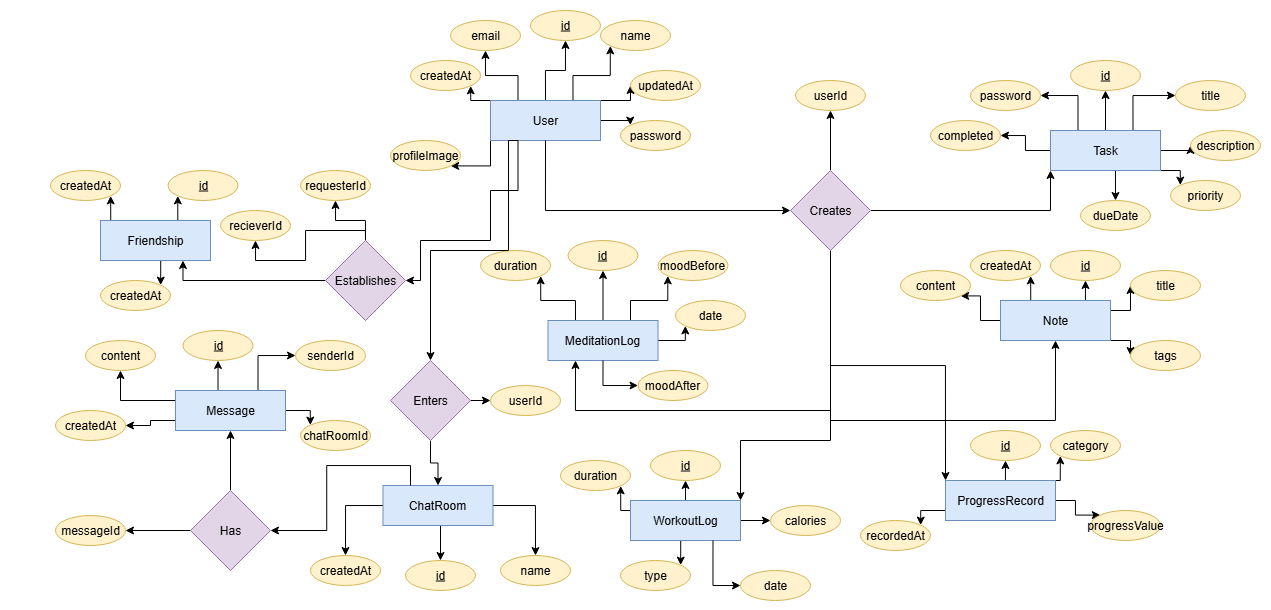 id
email
name
createdAt
updatedAt
User
password
profileImage
userId
id
password
title
completed
description
Task
priority
dueDate
Creates
createdAt
id
requesterId
recieverId
Friendship
createdAt
Establishes
duration
id
moodBefore
date
MeditationLog
moodAfter
createdAt
id
content
title
Note
tags
id
content
senderId
Message
createdAt
chatRoomId
Enters
userId
id
category
ProgressRecord
progressValue
recordedAt
duration
id
WorkoutLog
calories
type
date
ChatRoom
Has
messageId
createdAt
id
name